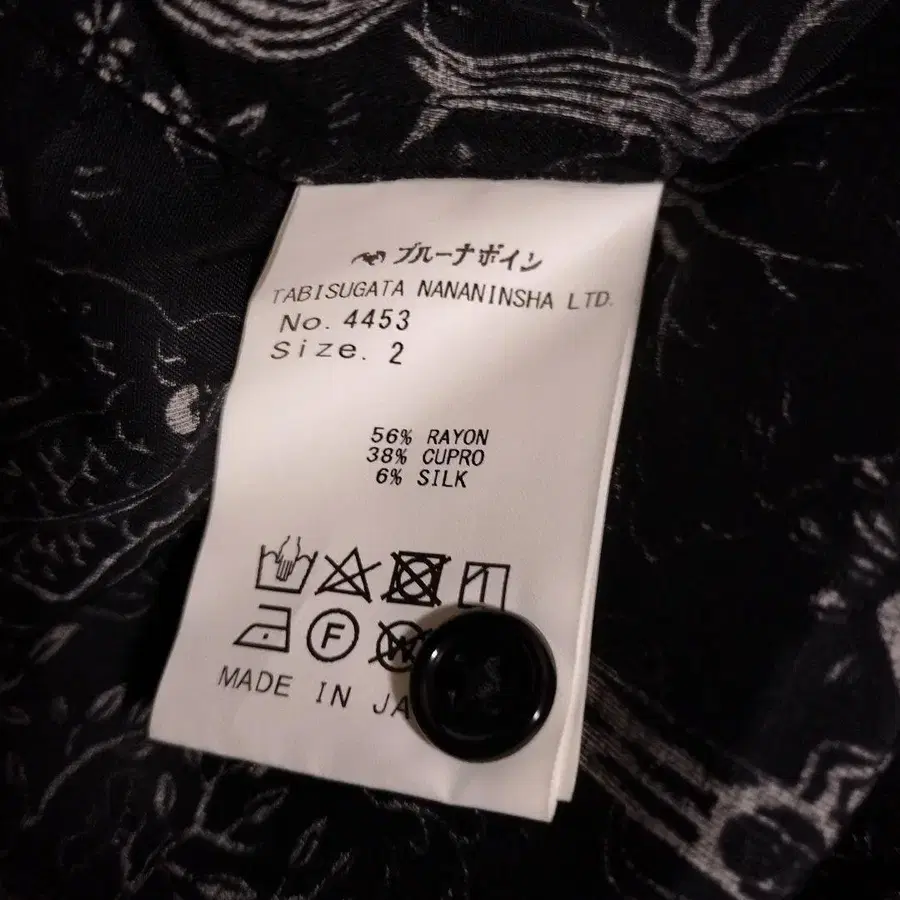 ブルーナボイン
TABISUGATA NANANINSHA LTD.
No. 4453
Size. 2
56% RAYON
38% CUPRO
6% SILK
F
W
MADE IN JA